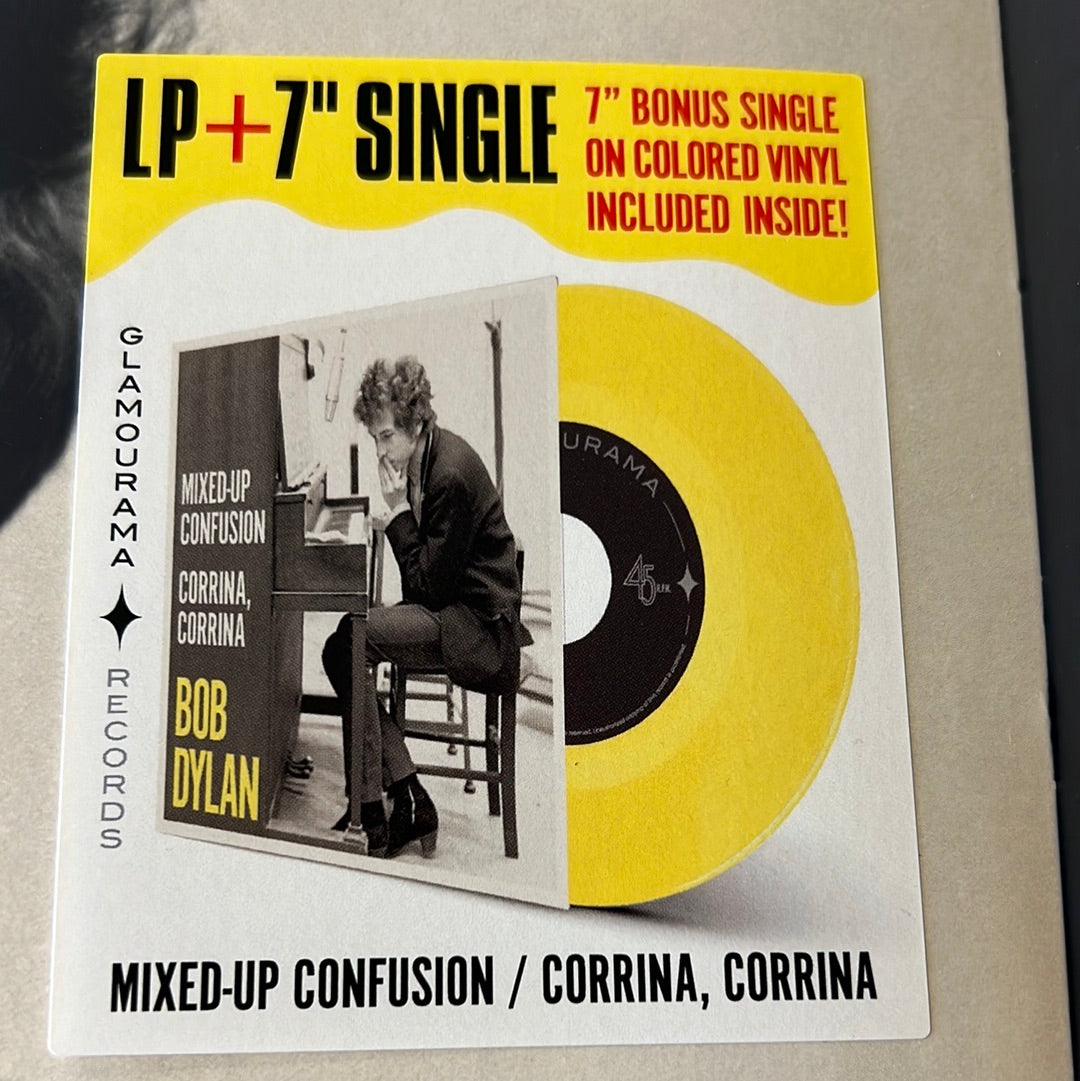 LP+7" SINGLE
7” BONUS SINGLE
ON COLORED VINYL
INCLUDED INSIDE!
GLAMOURAMA
RECORDS
MIXED-UP
CONFUSION
CORRINA,
CORRINA
BOB
DYLAN
URAMA
45
R.P.M.
MIXED-UP CONFUSION / CORRINA, CORRINA